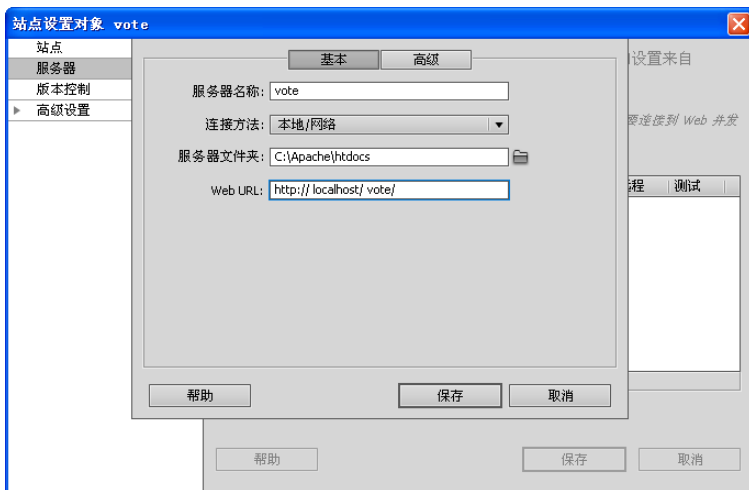 站点设置对象 vote
站点
服务器
版本控制
高级设置
基本
高级
服务器名称: vote
连接方法: 本地/网络
服务器文件夹: C:\Apache\htdocs
Web URL: http:// localhost/ vote/
帮助
保存
取消
设置来自
要连接到 Web 并发
程
测试
帮助
保存
取消